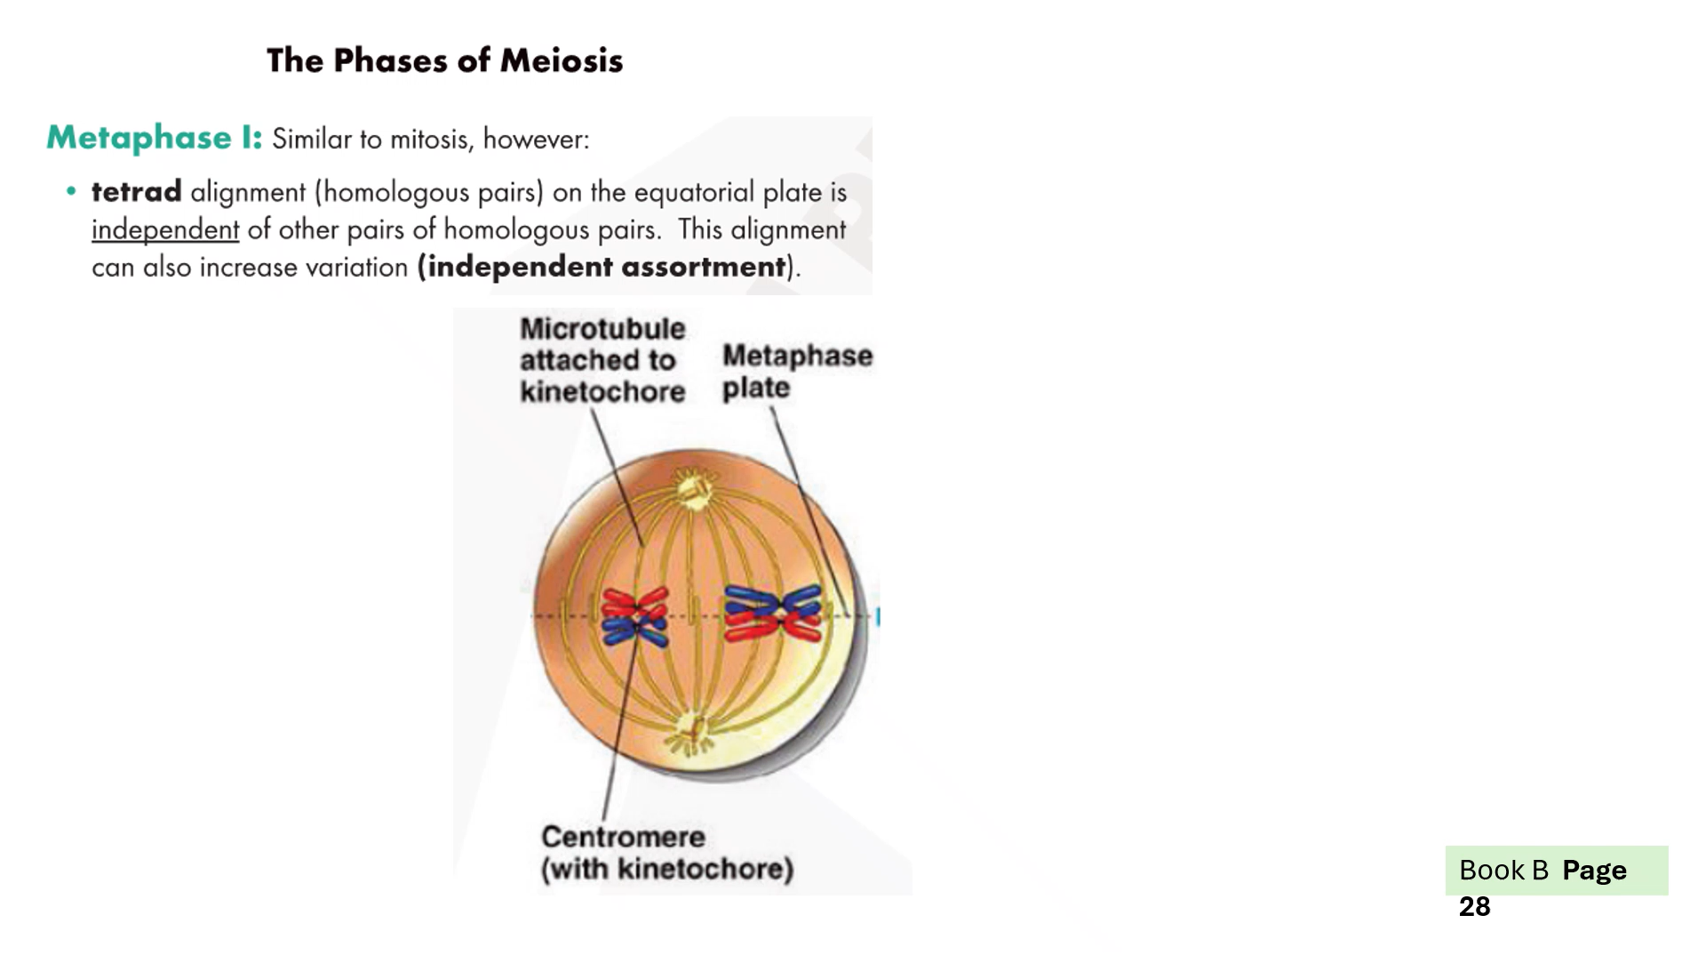 The Phases of Meiosis
Metaphase I: Similar to mitosis, however:
• tetrad alignment (homologous pairs) on the equatorial plate is
independent of other pairs of homologous pairs. This alignment
can also increase variation (independent assortment).
Microtubule
attached to
kinetochore
Metaphase
plate
Centromere
(with kinetochore)
Book B Page
28